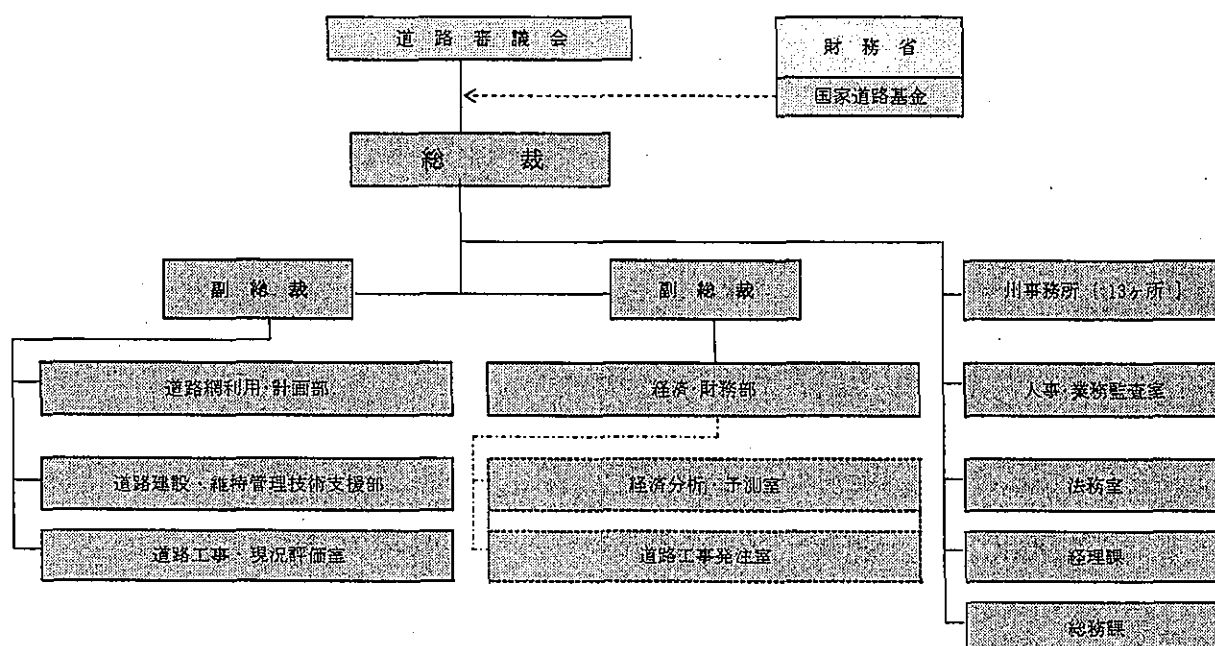 道路審議会
財務省
国家道路基金
総裁
副総裁
副総裁
州事務所 [13ヶ所]
道路網利用・計画部
経済・財務部
人事・業務監査室
道路建設・維持管理技術支援部
経済分析・予測室
法務室
道路工事・現況評価室
道路工事発注室
経理課
総務課